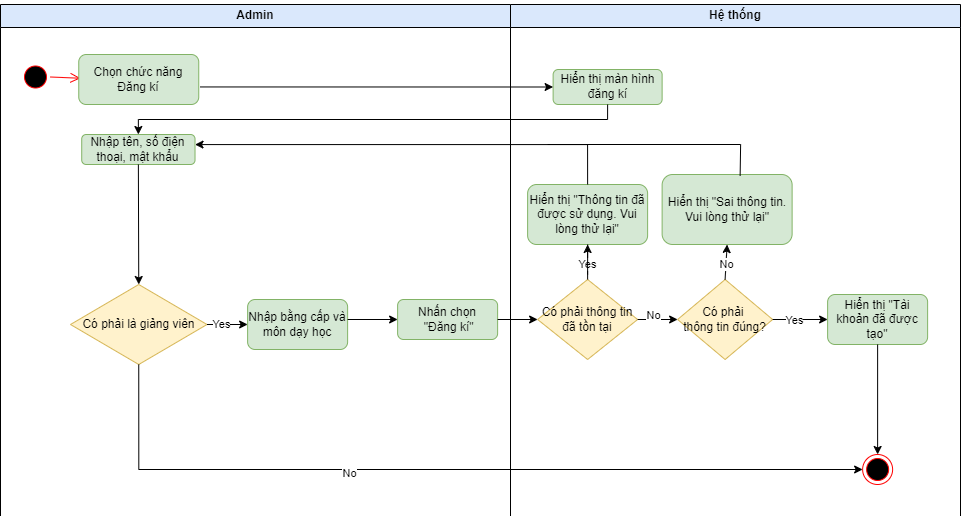 Admin
Hệ thống
Chọn chức năng
Đăng kí
Hiển thị màn hình
đăng kí
Nhập tên, số điện
thoại, mật khẩu
Hiển thị "Thông tin đã
được sử dụng. Vui
lòng thử lại"
Hiển thị "Sai thông tin.
Vui lòng thử lại"
Yes
No
Có phải là giảng viên
Yes
Nhập bằng cấp và
môn dạy học
Nhấn chọn
"Đăng kí"
Có phải thông tin
đã tồn tại
No
Có phải
thông tin đúng?
Yes
Hiển thị "Tải
khoản đã được
tạo"
No